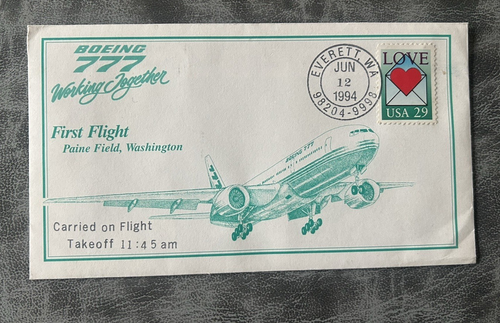 BOEING
777
Working Together
EVERETT, WA
JUN
12
1994
98204-9998
LOVE
USA 29
First Flight
Paine Field, Washington
BOEING 777
Carried on Flight
Takeoff 11:45 am